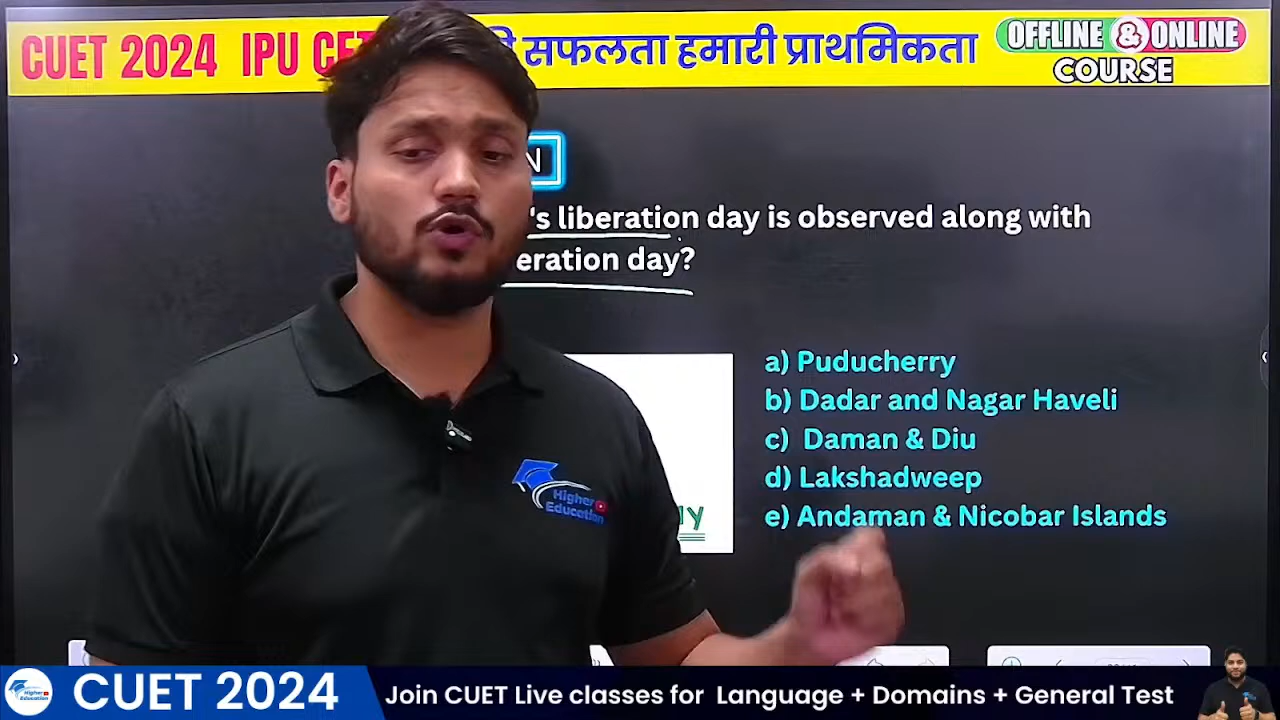 CUET 2024 IPU CET सफलता हमारी प्राथमिकता
OFFLINE & ONLINE
COURSE
N
's liberation day is observed along with
eration day?
a) Puducherry
b) Dadar and Nagar Haveli
c) Daman & Diu
d) Lakshadweep
e) Andaman & Nicobar Islands
Higher
Education
Higher
Education
CUET 2024
Join CUET Live classes for Language + Domains + General Test